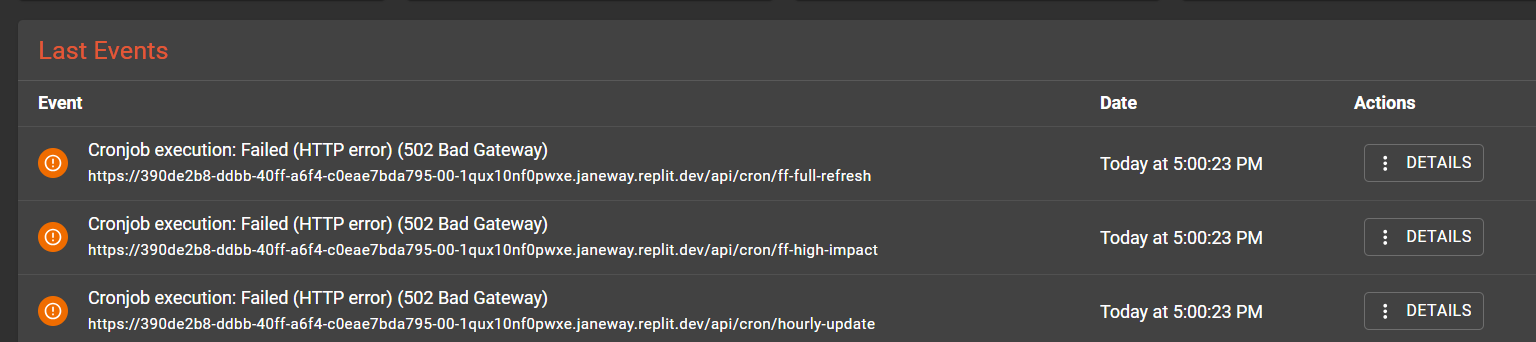 Last Events
Event Date Actions
Cronjob execution: Failed (HTTP error) (502 Bad Gateway)
https://390de2b8-ddbb-40ff-a6f4-c0eae7bda795-00-1qux10nf0pwxe.janeway.replit.dev/api/cron/ff-full-refresh
Today at 5:00:23 PM
DETAILS
Cronjob execution: Failed (HTTP error) (502 Bad Gateway)
https://390de2b8-ddbb-40ff-a6f4-c0eae7bda795-00-1qux10nf0pwxe.janeway.replit.dev/api/cron/ff-high-impact
Today at 5:00:23 PM
DETAILS
Cronjob execution: Failed (HTTP error) (502 Bad Gateway)
https://390de2b8-ddbb-40ff-a6f4-c0eae7bda795-00-1qux10nf0pwxe.janeway.replit.dev/api/cron/hourly-update
Today at 5:00:23 PM
DETAILS